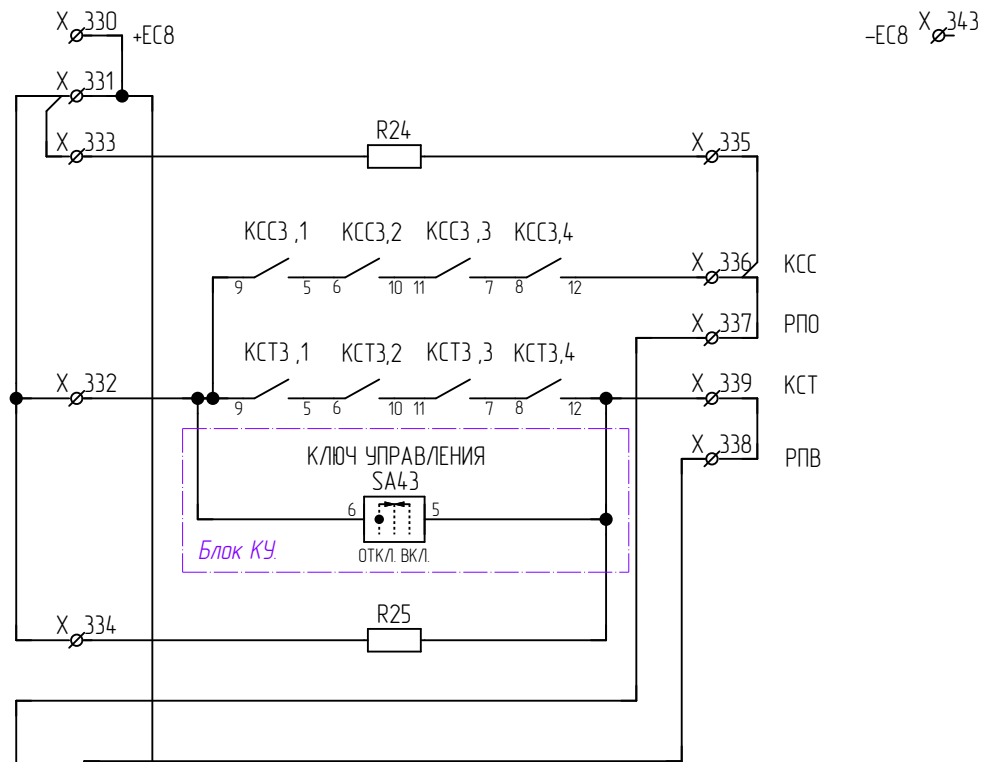 X 330
+ЕС8
–ЕС8
X 343
X 331
X 333
R24
X 335
КСС3 ,1 КСС3,2 КСС3 ,3 КСС3,4
9 5 6 10 11 7 8 12
X 336
КСС
X 337
РПО
КСТ3 ,1 КСТ3,2 КСТ3 ,3 КСТ3,4
X 332
9 5 6 10 11 7 8 12
X 339
КСТ
КЛЮЧ УПРАВЛЕНИЯ
SA43
X 338
РПВ
6 5
Блок КУ.
ОТКЛ. ВКЛ.
X 334
R25